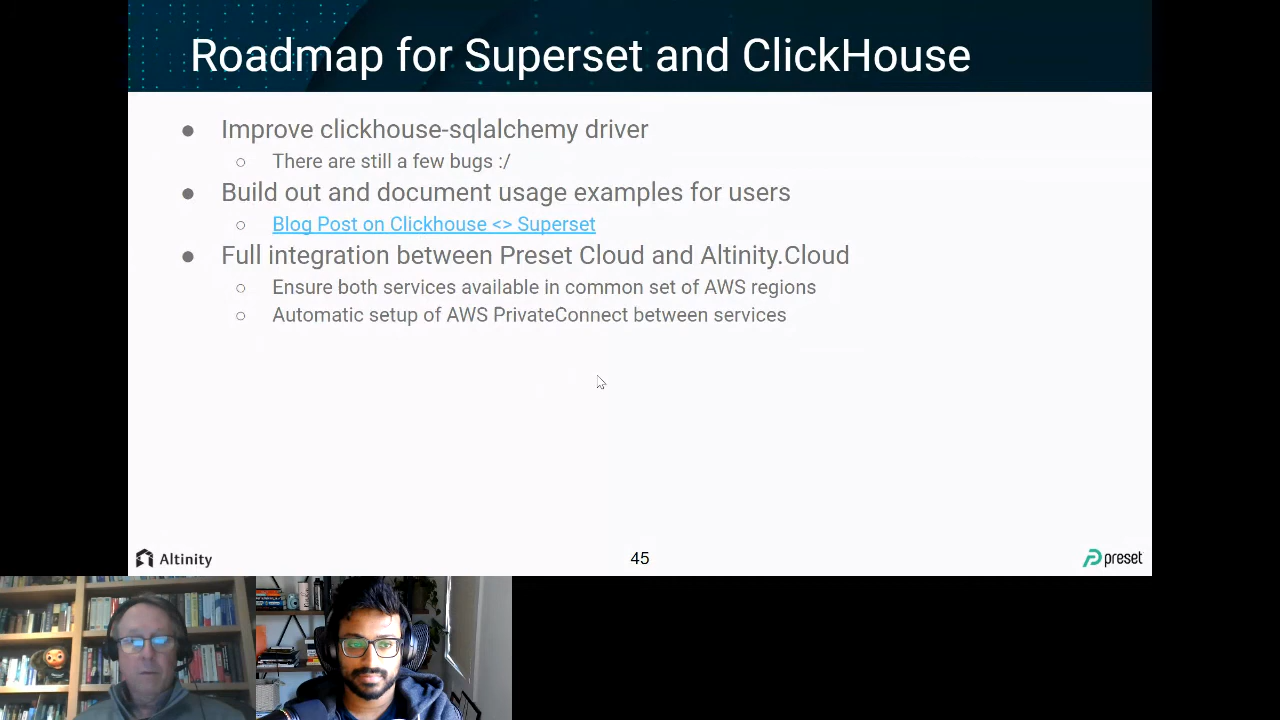 Roadmap for Superset and ClickHouse
● Improve clickhouse-sqlalchemy driver
○ There are still a few bugs :/
● Build out and document usage examples for users
○ Blog Post on Clickhouse <> Superset
● Full integration between Preset Cloud and Altinity.Cloud
○ Ensure both services available in common set of AWS regions
○ Automatic setup of AWS PrivateConnect between services
Altinity
45
preset